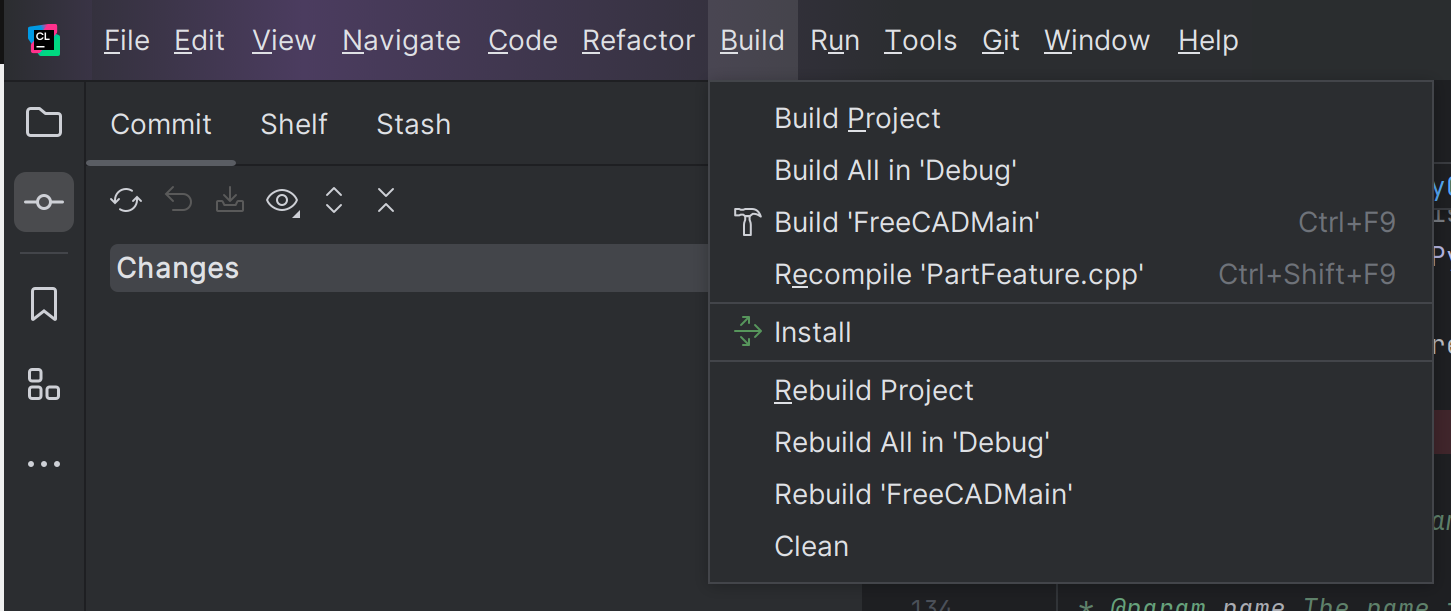 CL
File Edit View Navigate Code Refactor Build Run Tools Git Window Help
Commit Shelf Stash
Changes
Build Project
Build All in 'Debug'
Build 'FreeCADMain' Ctrl+F9
Recompile 'PartFeature.cpp' Ctrl+Shift+F9
Install
Rebuild Project
Rebuild All in 'Debug'
Rebuild 'FreeCADMain'
Clean
134 * @param name The name